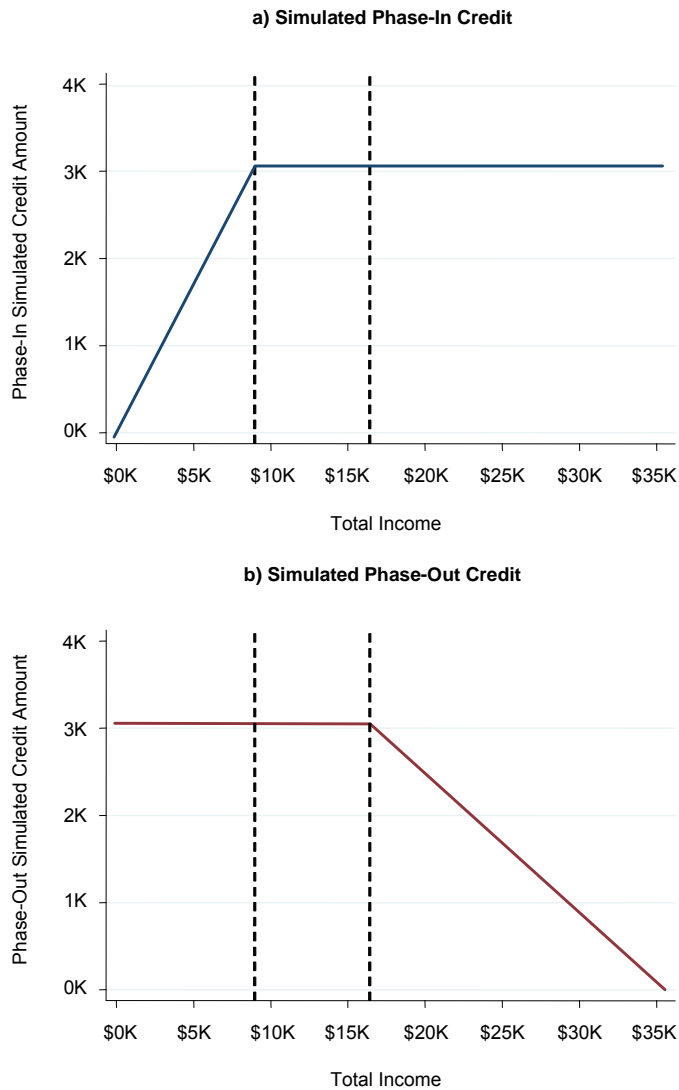 a) Simulated Phase-In Credit
Phase-In Simulated Credit Amount
4K
3K
2K
1K
0K
$0K $5K $10K $15K $20K $25K $30K $35K
Total Income
b) Simulated Phase-Out Credit
Phase-Out Simulated Credit Amount
4K
3K
2K
1K
0K
$0K $5K $10K $15K $20K $25K $30K $35K
Total Income